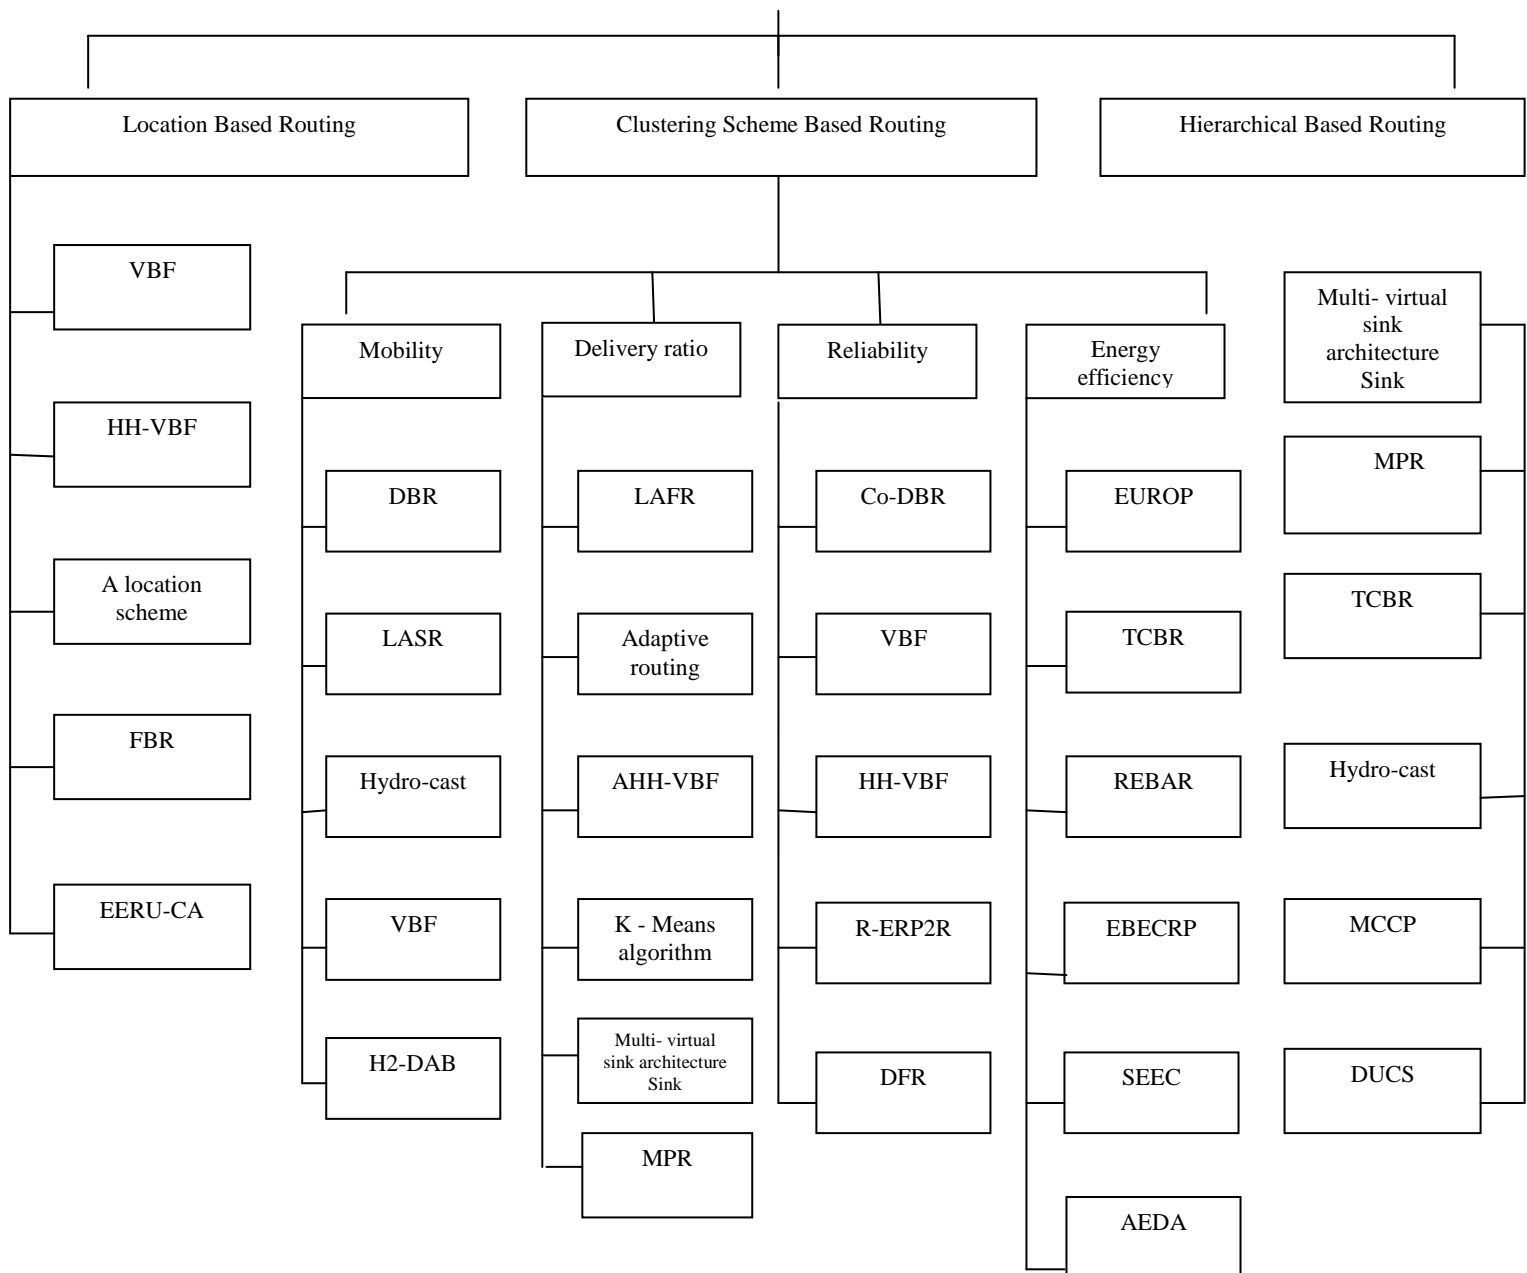 Location Based Routing
Clustering Scheme Based Routing
Hierarchical Based Routing
VBF
HH-VBF
A location
scheme
FBR
EERU-CA
Mobility
DBR
LASR
Hydro-cast
VBF
H2-DAB
Delivery ratio
LAFR
Adaptive
routing
AHH-VBF
K - Means
algorithm
Multi- virtual
sink architecture
Sink
MPR
Reliability
Co-DBR
VBF
HH-VBF
R-ERP2R
DFR
Energy
efficiency
EUROP
TCBR
REBAR
EBECRP
SEEC
AEDA
Multi- virtual
sink
architecture
Sink
MPR
TCBR
Hydro-cast
MCCP
DUCS